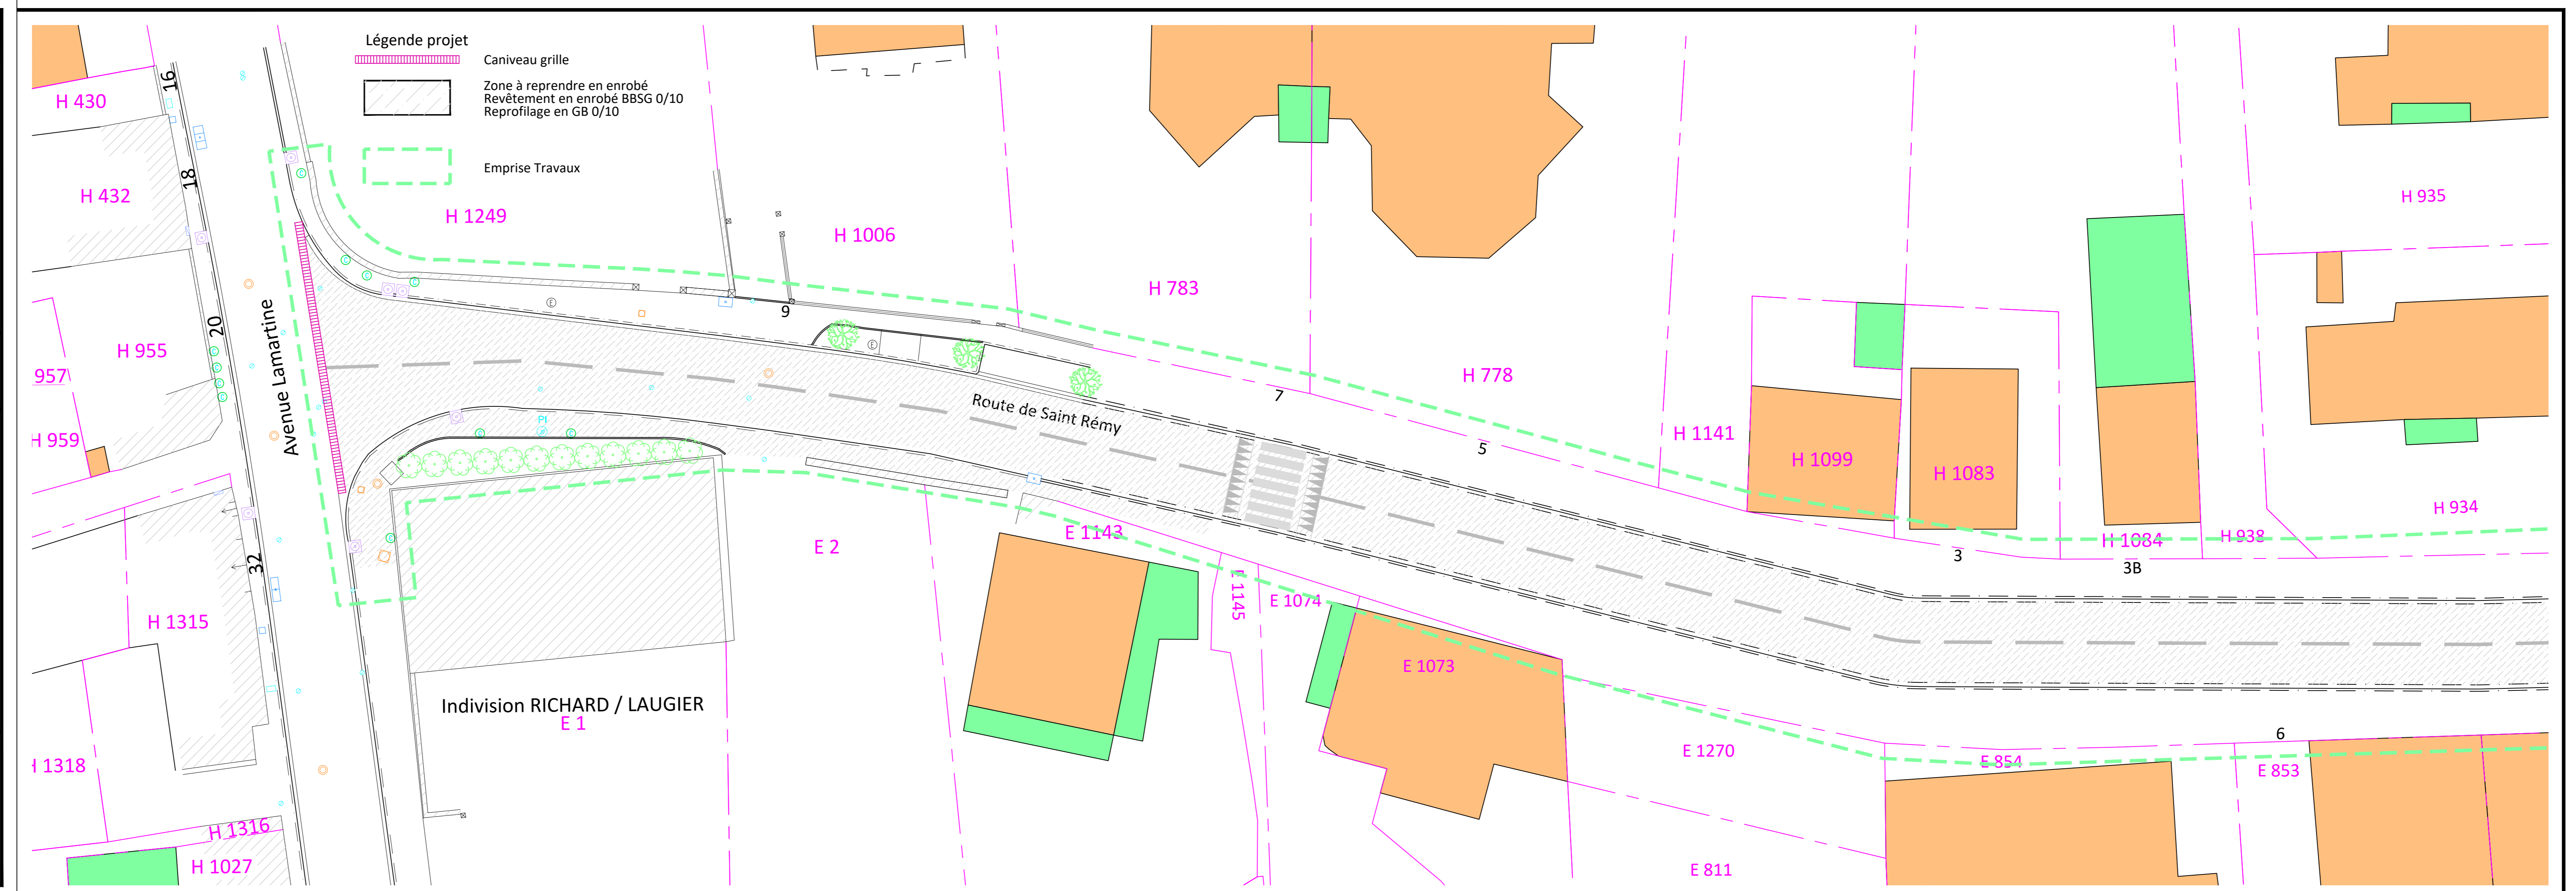 Légende projet
Caniveau grille
Zone à reprendre en enrobé
Revêtement en enrobé BBSG 0/10
Reprofilage en GB 0/10
Emprise Travaux
16
H 430
18
H 432
H 1249
H 1006
H 935
H 783
9
20
Avenue Lamartine
H 955
957
H 959
H 778
7
Route de Saint Rémy
PI
5
H 1141
H 1099
H 1083
H 934
H 938
H 1084
3
3B
E 2
E 1143
E 1145
E 1074
E 1073
32
H 1315
Indivision RICHARD / LAUGIER
E 1
E 1270
E 854
E 853
6
H 1318
H 1316
H 1027
E 811
C
C
C
C
E
E
C
C
C
C
C
C
C